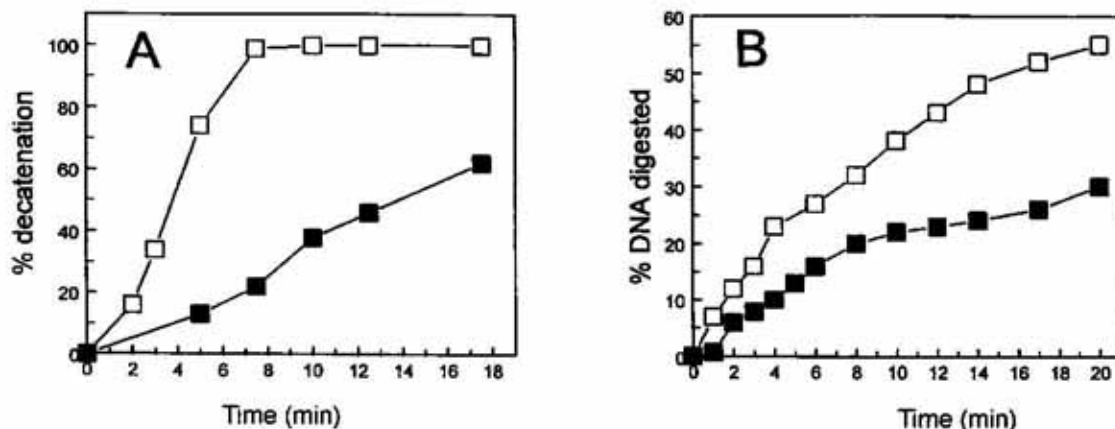 A
% decatenation
100
80
60
40
20
0
0 2 4 6 8 10 12 14 16 18
Time (min)
B
% DNA digested
60
50
40
30
20
10
0
0 2 4 6 8 10 12 14 16 18 20
Time (min)